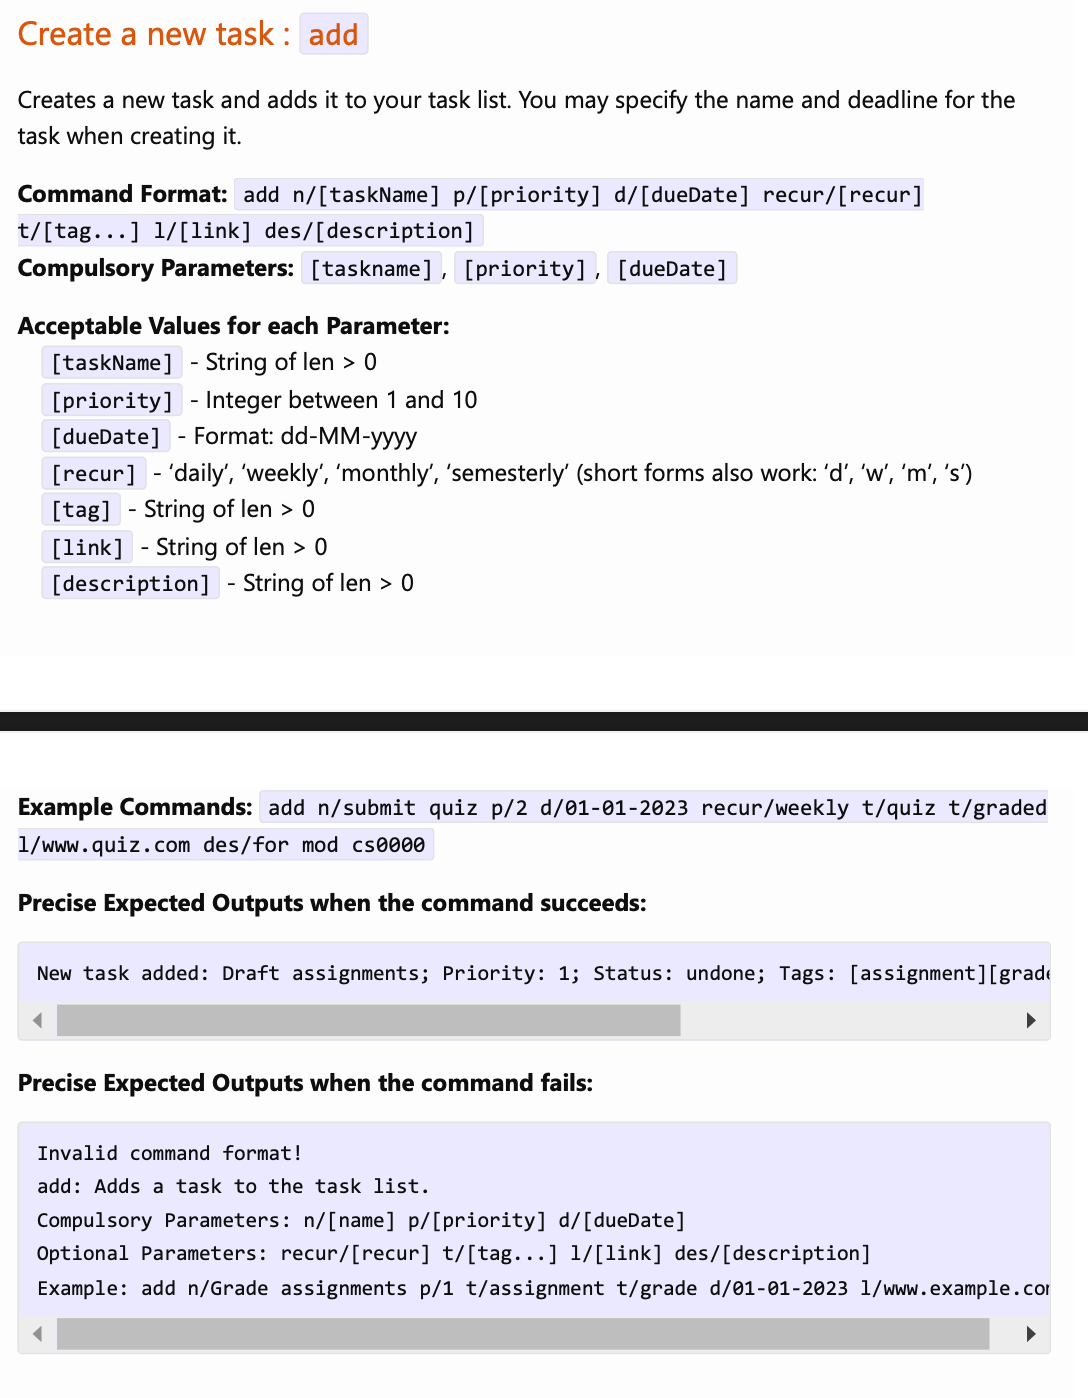 Create a new task : add
Creates a new task and adds it to your task list. You may specify the name and deadline for the
task when creating it.
Command Format: add n/[taskName] p/[priority] d/[dueDate] recur/[recur]
t/[tag...] l/[link] des/[description]
Compulsory Parameters: [taskname], [priority], [dueDate]
Acceptable Values for each Parameter:
[taskName] - String of len > 0
[priority] - Integer between 1 and 10
[dueDate] - Format: dd-MM-yyyy
[recur] - ‘daily’, ‘weekly’, ‘monthly’, ‘semesterly’ (short forms also work: ‘d’, ‘w’, ‘m’, ‘s’)
[tag] - String of len > 0
[link] - String of len > 0
[description] - String of len > 0
Example Commands: add n/submit quiz p/2 d/01-01-2023 recur/weekly t/quiz t/graded
l/www.quiz.com des/for mod cs0000
Precise Expected Outputs when the command succeeds:
New task added: Draft assignments; Priority: 1; Status: undone; Tags: [assignment][grade
Precise Expected Outputs when the command fails:
Invalid command format!
add: Adds a task to the task list.
Compulsory Parameters: n/[name] p/[priority] d/[dueDate]
Optional Parameters: recur/[recur] t/[tag...] l/[link] des/[description]
Example: add n/Grade assignments p/1 t/assignment t/grade d/01-01-2023 l/www.example.com